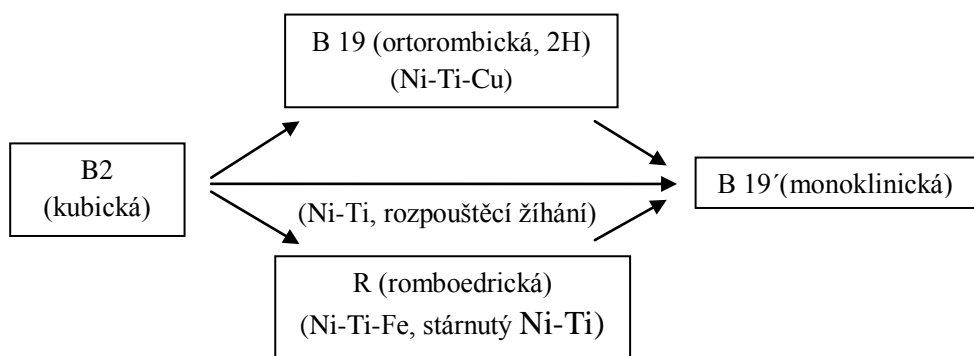 B 19 (ortorombická, 2H)
(Ni-Ti-Cu)
B2
(kubická)
B 19´(monoklinická)
(Ni-Ti, rozpouštěcí žíhání)
R (romboedrická)
(Ni-Ti-Fe, stárnutý Ni-Ti)